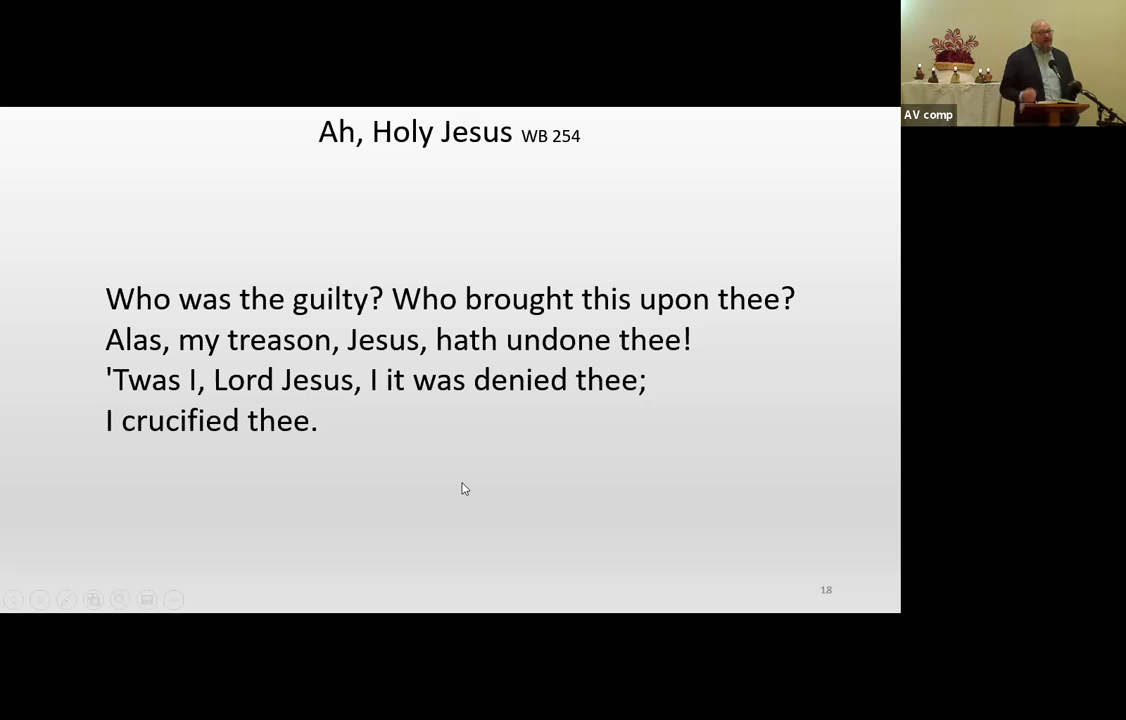 Ah, Holy Jesus WB 254
AV comp
Who was the guilty? Who brought this upon thee?
Alas, my treason, Jesus, hath undone thee!
'Twas I, Lord Jesus, I it was denied thee;
I crucified thee.
18